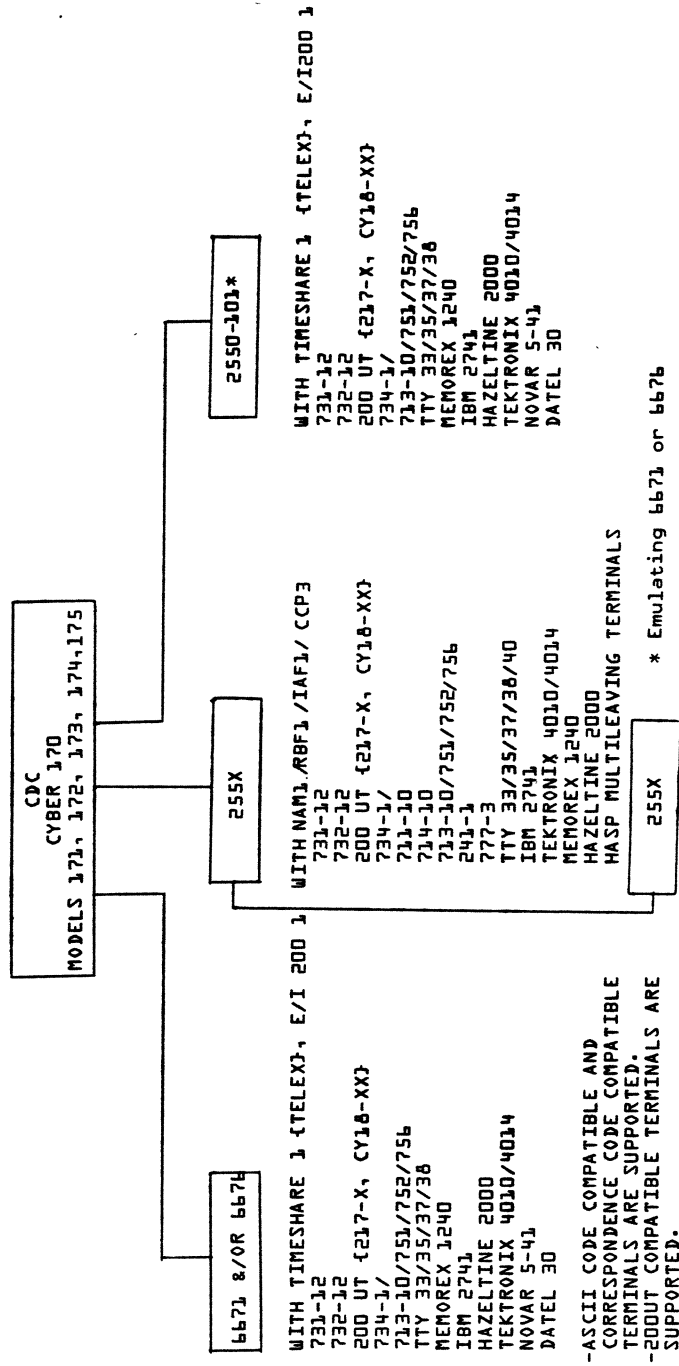 CDC
CYBER 170
MODELS 171, 172, 173, 174,175
6671 &/OR 6676
WITH TIMESHARE 1 {TELEX}, E/I 200 1
731-12
732-12
200 UT {217-X, CY18-XX}
734-1/
713-10/751/752/756
TTY 33/35/37/38
MEMOREX 1240
IBM 2741
HAZELTINE 2000
TEKTRONIX 4010/4014
NOVAR 5-41
DATEL 30
-ASCII CODE COMPATIBLE AND
CORRESPONDENCE CODE COMPATIBLE
TERMINALS ARE SUPPORTED.
-200UT COMPATIBLE TERMINALS ARE
SUPPORTED.
255X
WITH NAM1/RBF1/IAF1/ CCP3
731-12
732-12
200 UT {217-X, CY18-XX}
734-1/
711-10
714-10
713-10/751/752/756
241-1
777-3
TTY 33/35/37/38/40
IBM 2741
TEKTRONIX 4010/4014
MEMOREX 1240
HAZELTINE 2000
HASP MULTILEAVING TERMINALS
255X
2550-101*
WITH TIMESHARE 1 {TELEX}, E/I200 1
731-12
732-12
200 UT {217-X, CY18-XX}
734-1/
713-10/751/752/756
TTY 33/35/37/38
MEMOREX 1240
IBM 2741
HAZELTINE 2000
TEKTRONIX 4010/4014
NOVAR 5-41
DATEL 30
* Emulating 6671 or 6676